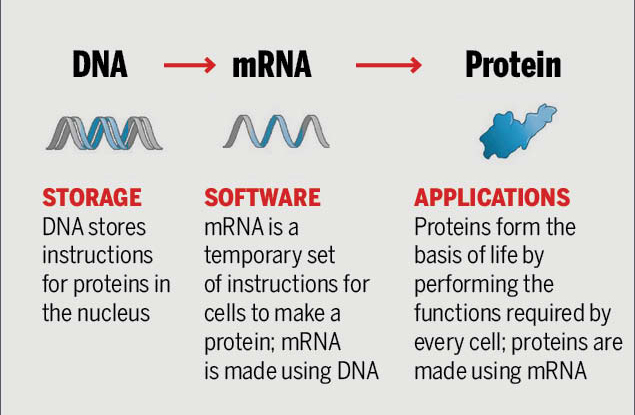 DNA → mRNA → Protein
STORAGE
DNA stores
instructions
for proteins in
the nucleus
SOFTWARE
mRNA is a
temporary set
of instructions for
cells to make a
protein; mRNA
is made using DNA
APPLICATIONS
Proteins form the
basis of life by
performing the
functions required by
every cell; proteins are
made using mRNA